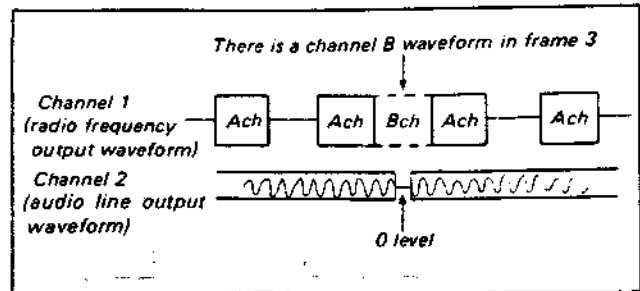 There is a channel B waveform in frame 3
Channel 1
(radio frequency
output waveform)
Ach
Ach
Bch
Ach
Ach
Channel 2
(audio line output
waveform)
0 level